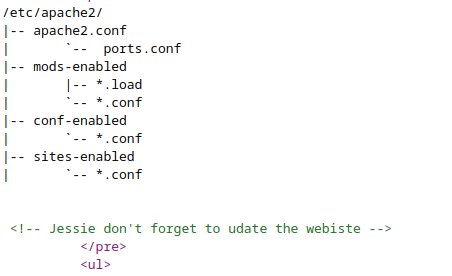 /etc/apache2/
|-- apache2.conf
|       `--  ports.conf
|-- mods-enabled
|       |-- *.load
|       `-- *.conf
|-- conf-enabled
|       `-- *.conf
|-- sites-enabled
|       `-- *.conf
<!-- Jessie don't forget to udate the webiste -->
</pre>
<ul>